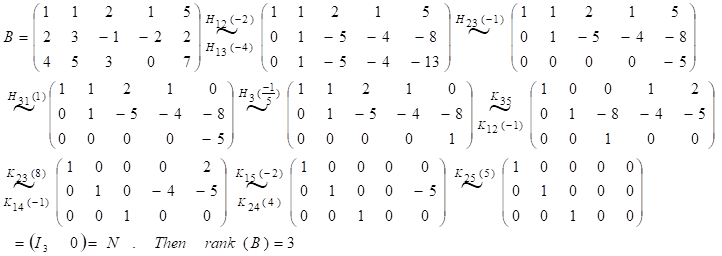 B = ( 1 1 2 1 5 ; 2 3 −1 −2 2 ; 4 5 3 0 7 ) H12(−2) ~ H13(−4) ( 1 1 2 1 5 ; 0 1 −5 −4 −8 ; 0 1 −5 −4 −13 ) H23(−1) ~ ( 1 1 2 1 5 ; 0 1 −5 −4 −8 ; 0 0 0 0 −5 )
H31(1) ~ ( 1 1 2 1 0 ; 0 1 −5 −4 −8 ; 0 0 0 0 −5 ) H3(−1/5) ~ ( 1 1 2 1 0 ; 0 1 −5 −4 −8 ; 0 0 0 0 1 ) K35 ~ K12(−1) ( 1 0 0 1 2 ; 0 1 −8 −4 −5 ; 0 0 1 0 0 )
K23(8) ~ K14(−1) ( 1 0 0 0 2 ; 0 1 0 −4 −5 ; 0 0 1 0 0 ) K15(−2) ~ K24(4) ( 1 0 0 0 0 ; 0 1 0 0 −5 ; 0 0 1 0 0 ) K25(5) ~ ( 1 0 0 0 0 ; 0 1 0 0 0 ; 0 0 1 0 0 )
= (I3 0) = N . Then rank (B) = 3